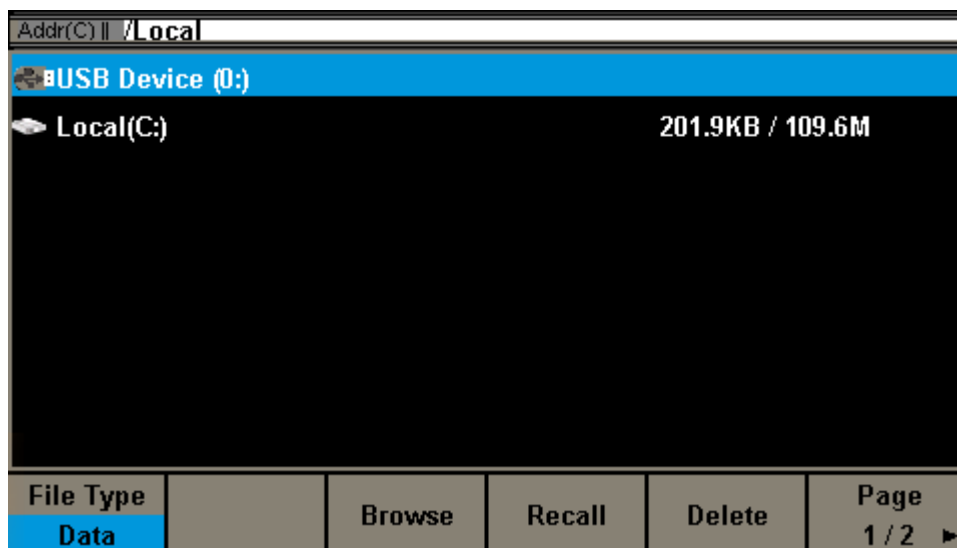 Addr(C) || /Local
USB Device (0:)
Local(C:) 201.9KB / 109.6M
File Type
Data
Browse
Recall
Delete
Page
1 / 2 ►